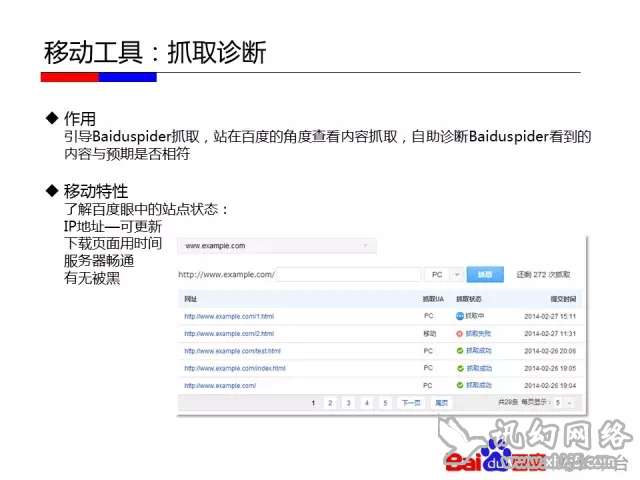 移动工具：抓取诊断
◆ 作用
引导Baiduspider抓取，站在百度的角度查看内容抓取，自助诊断Baiduspider看到的
内容与预期是否相符
◆ 移动特性
了解百度眼中的站点状态：
IP地址—可更新
下载页面用时间
服务器畅通
有无被黑
www.example.com
http://www.example.com/ PC 抓取 还剩 272 次抓取
网址 抓取UA 抓取状态 提交时间
http://www.example.com/1.html PC 抓取中 2014-02-27 15:11
http://www.example.com/2.html 移动 抓取失败 2014-02-27 11:31
http://www.example.com/test.html PC 抓取成功 2014-02-26 20:06
http://www.example.com/index.html PC 抓取成功 2014-02-26 19:04
http://www.example.com/ PC 抓取成功 2014-02-26 19:04
1 2 3 4 5 下一页 尾页 共28条 每页显示： 5
讯幻网络
Bai du 百度
台